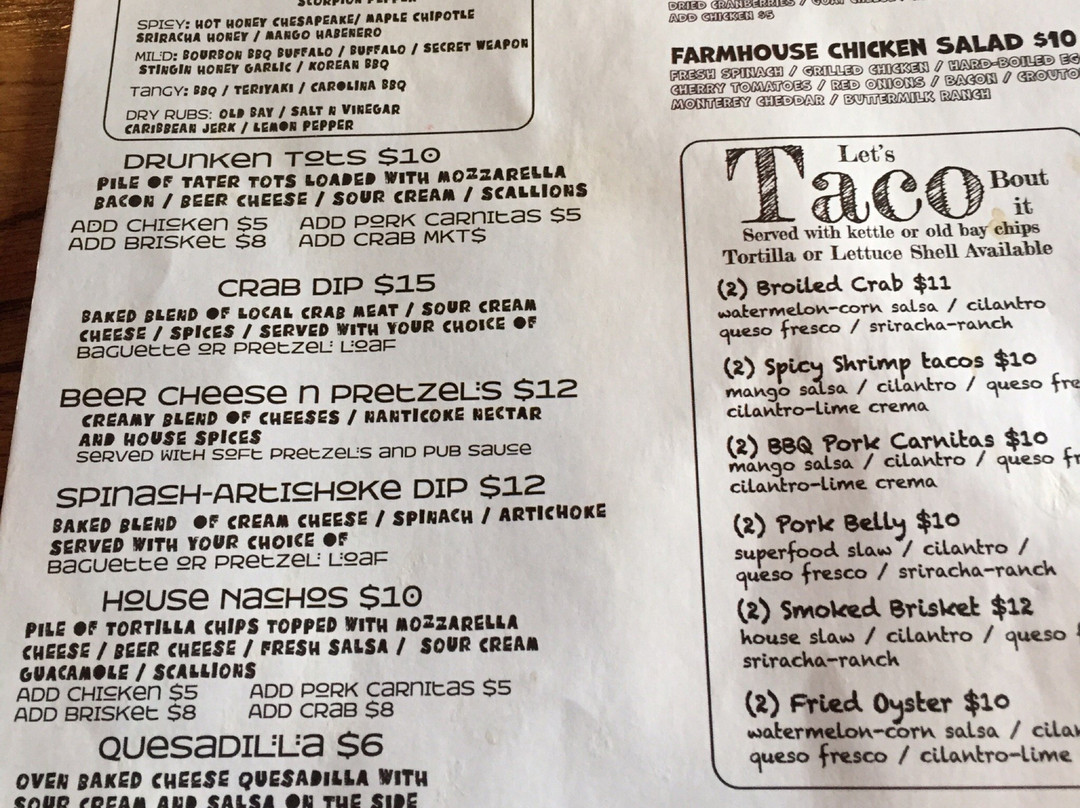 SCORPION PEPPER
SPICY: HOT HONEY CHESAPEAKE/ MAPLE CHIPOTLE
SRIRACHA HONEY / MANGO HABENERO
MILD: BOURBON BBQ BUFFALO / BUFFALO / SECRET WEAPON
STINGIN HONEY GARLIC / KOREAN BBQ
TANGY: BBQ / TERIYAKI / CAROLINA BBQ
DRY RUBS: OLD BAY / SALT N VINEGAR
CARIBBEAN JERK / LEMON PEPPER
DRUNKEN TOTS $10
PILE OF TATER TOTS LOADED WITH MOZZARELLA
BACON / BEER CHEESE / SOUR CREAM / SCALLIONS
ADD CHICKEN $5 ADD PORK CARNITAS $5
ADD BRISKET $8 ADD CRAB MKT$
CRAB DIP $15
BAKED BLEND OF LOCAL CRAB MEAT / SOUR CREAM
CHEESE / SPICES / SERVED WITH YOUR CHOICE OF
BAGUETTE OR PRETZEL LOAF
BEER CHEESE N PRETZELS $12
CREAMY BLEND OF CHEESES / NANTICOKE NECTAR
AND HOUSE SPICES
SERVED WITH SOFT PRETZELS AND PUB SAUCE
SPINACH-ARTICHOKE DIP $12
BAKED BLEND OF CREAM CHEESE / SPINACH / ARTICHOKE
SERVED WITH YOUR CHOICE OF
BAGUETTE OR PRETZEL LOAF
HOUSE NACHOS $10
PILE OF TORTILLA CHIPS TOPPED WITH MOZZARELLA
CHEESE / BEER CHEESE / FRESH SALSA / SOUR CREAM
GUACAMOLE / SCALLIONS
ADD CHICKEN $5 ADD PORK CARNITAS $5
ADD BRISKET $8 ADD CRAB $8
QUESADILLA $6
OVEN BAKED CHEESE QUESADILLA WITH
SOUR CREAM AND SALSA ON THE SIDE
DRIED CRANBERRIES /
ADD CHICKEN $5
FARMHOUSE CHICKEN SALAD $10
FRESH SPINACH / GRILLED CHICKEN / HARD-BOILED EG
CHERRY TOMATOES / RED ONIONS / BACON / CROUTO
MONTEREY CHEDDAR / BUTTERMILK RANCH
Let's
Taco Bout
it
Served with kettle or old bay chips
Tortilla or Lettuce Shell Available
(2) Broiled Crab $11
watermelon-corn salsa / cilantro
queso fresco / sriracha-ranch
(2) Spicy Shrimp tacos $10
mango salsa / cilantro / queso fre
cilantro-lime crema
(2) BBQ Pork Carnitas $10
mango salsa / cilantro / queso fr
cilantro-lime crema
(2) Pork Belly $10
superfood slaw / cilantro /
queso fresco / sriracha-ranch
(2) Smoked Brisket $12
house slaw / cilantro / queso
sriracha-ranch
(2) Fried Oyster $10
watermelon-corn salsa / cilan
queso fresco / cilantro-lime